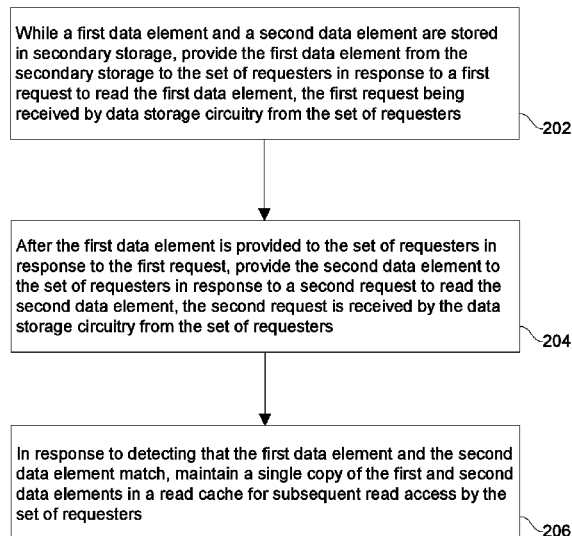 While a first data element and a second data element are stored
in secondary storage, provide the first data element from the
secondary storage to the set of requesters in response to a first
request to read the first data element, the first request being
received by data storage circuitry from the set of requesters
202
After the first data element is provided to the set of requesters in
response to the first request, provide the second data element to
the set of requesters in response to a second request to read the
second data element, the second request is received by the data
storage circuitry from the set of requesters
204
In response to detecting that the first data element and the second
data element match, maintain a single copy of the first and second
data elements in a read cache for subsequent read access by the
set of requesters
206